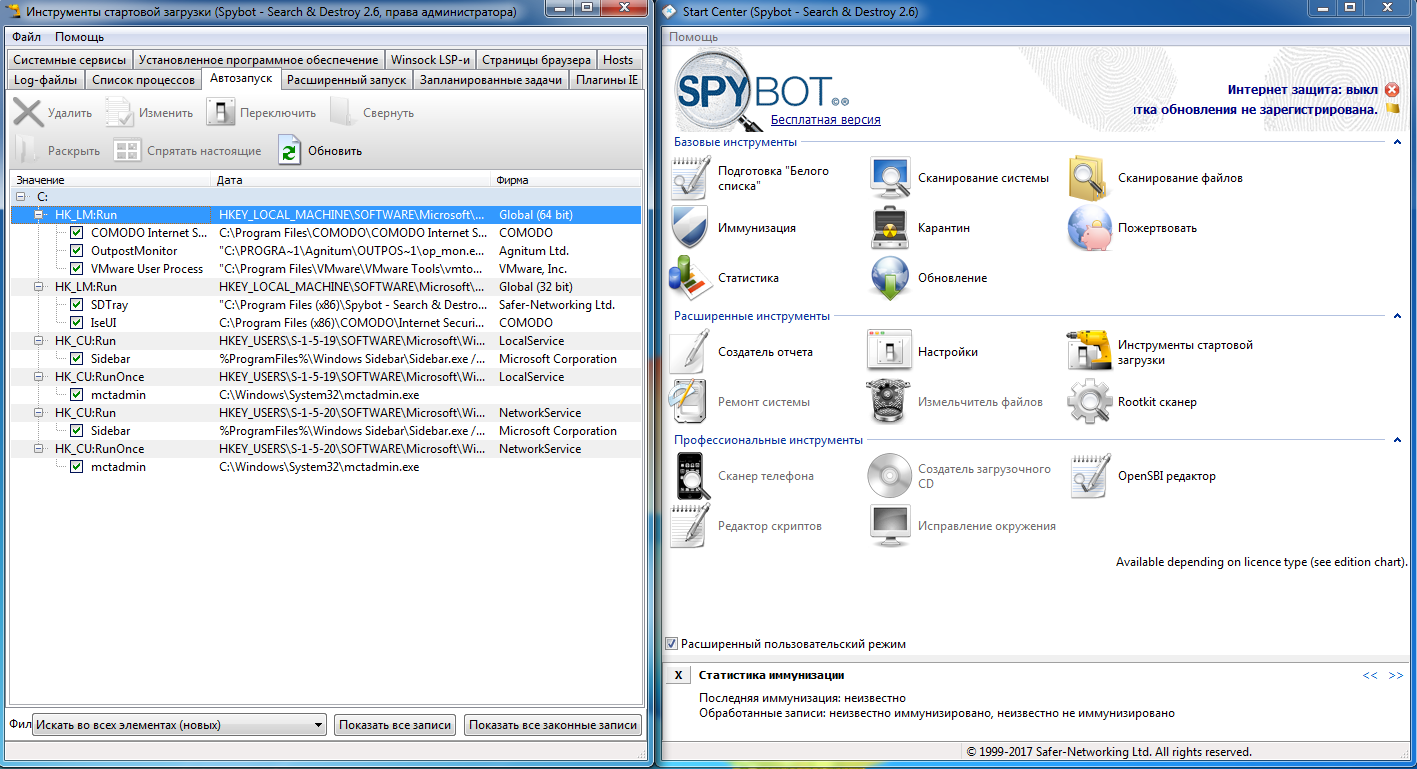 Инструменты стартовой загрузки (Spybot - Search & Destroy 2.6, права администратора)
Файл Помощь
Системные сервисы Установленное программное обеспечение Winsock LSP-и Страницы браузера Hosts
Log-файлы Список процессов Автозапуск Расширенный запуск Запланированные задачи Плагины IE
Удалить Изменить Переключить Свернуть
Раскрыть Спрятать настоящие Обновить
Значение Дата Фирма
C:
HK_LM:Run HKEY_LOCAL_MACHINE\SOFTWARE\Microsoft\... Global (64 bit)
COMODO Internet S... C:\Program Files\COMODO\COMODO Internet S... COMODO
OutpostMonitor "C:\PROGRA~1\Agnitum\OUTPOS~1\op_mon.e... Agnitum Ltd.
VMware User Process "C:\Program Files\VMware\VMware Tools\vmto... VMware, Inc.
HK_LM:Run HKEY_LOCAL_MACHINE\SOFTWARE\Microsoft\... Global (32 bit)
SDTray "C:\Program Files (x86)\Spybot - Search & Destro... Safer-Networking Ltd.
IseUI C:\Program Files (x86)\COMODO\Internet Securi... COMODO
HK_CU:Run HKEY_USERS\S-1-5-19\SOFTWARE\Microsoft\Wi... LocalService
Sidebar %ProgramFiles%\Windows Sidebar\Sidebar.exe /... Microsoft Corporation
HK_CU:RunOnce HKEY_USERS\S-1-5-19\SOFTWARE\Microsoft\Wi... LocalService
mctadmin C:\Windows\System32\mctadmin.exe
HK_CU:Run HKEY_USERS\S-1-5-20\SOFTWARE\Microsoft\Wi... NetworkService
Sidebar %ProgramFiles%\Windows Sidebar\Sidebar.exe /... Microsoft Corporation
HK_CU:RunOnce HKEY_USERS\S-1-5-20\SOFTWARE\Microsoft\Wi... NetworkService
mctadmin C:\Windows\System32\mctadmin.exe
Фил Искать во всех элементах (новых) Показать все записи Показать все законные записи
Start Center (Spybot - Search & Destroy 2.6)
Помощь
SPYBOT
Бесплатная версия
Интернет защита: выкл
тка обновления не зарегистрирована.
Базовые инструменты
Подготовка "Белого списка" Сканирование системы Сканирование файлов
Иммунизация Карантин Пожертвовать
Статистика Обновление
Расширенные инструменты
Создатель отчета Настройки Инструменты стартовой загрузки
Ремонт системы Измельчитель файлов Rootkit сканер
Профессиональные инструменты
Сканер телефона Создатель загрузочного CD OpenSBI редактор
Редактор скриптов Исправление окружения
Available depending on licence type (see edition chart).
Расширенный пользовательский режим
X Статистика иммунизации << >>
Последняя иммунизация: неизвестно
Обработанные записи: неизвестно иммунизировано, неизвестно не иммунизировано
© 1999-2017 Safer-Networking Ltd. All rights reserved.